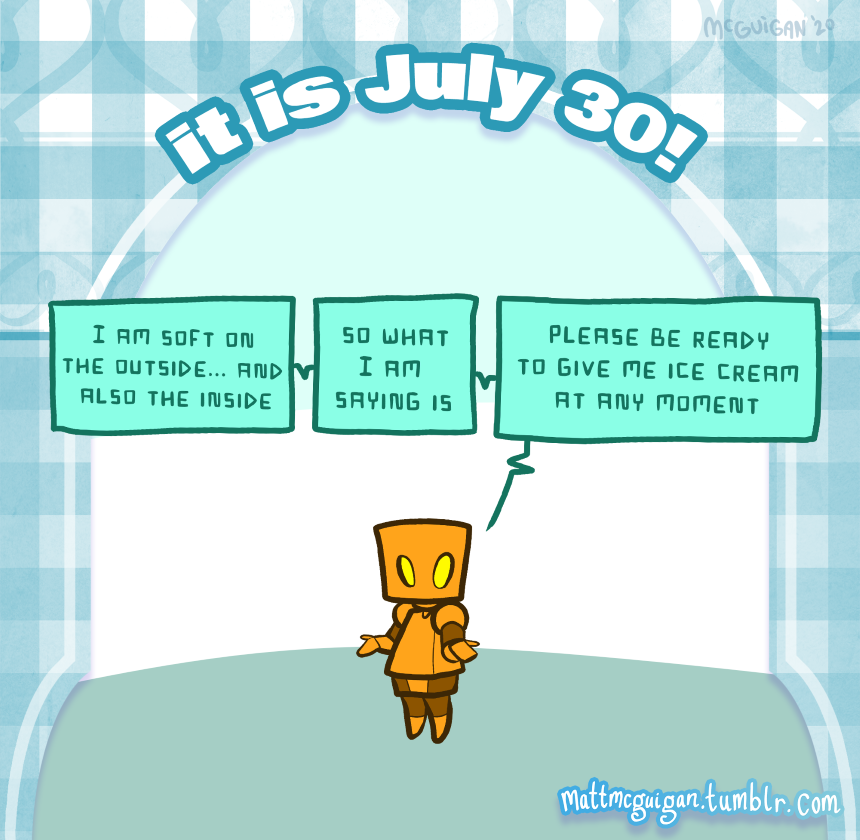 McGUIGAN '20
it is July 30!
I AM SOFT ON
THE OUTSIDE... AND
ALSO THE INSIDE
SO WHAT
I AM
SAYING IS
PLEASE BE READY
TO GIVE ME ICE CREAM
AT ANY MOMENT
mattmcguigan.tumblr.com